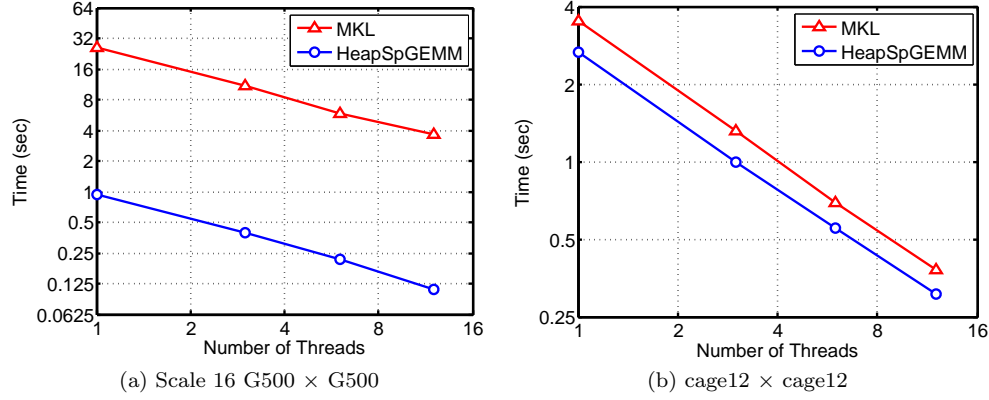 64
32
16
8
4
2
1
0.5
0.25
0.125
0.0625
Time (sec)
1
2
4
8
16
Number of Threads
MKL
HeapSpGEMM
(a) Scale 16 G500 × G500
4
2
1
0.5
0.25
Time (sec)
1
2
4
8
16
Number of Threads
MKL
HeapSpGEMM
(b) cage12 × cage12